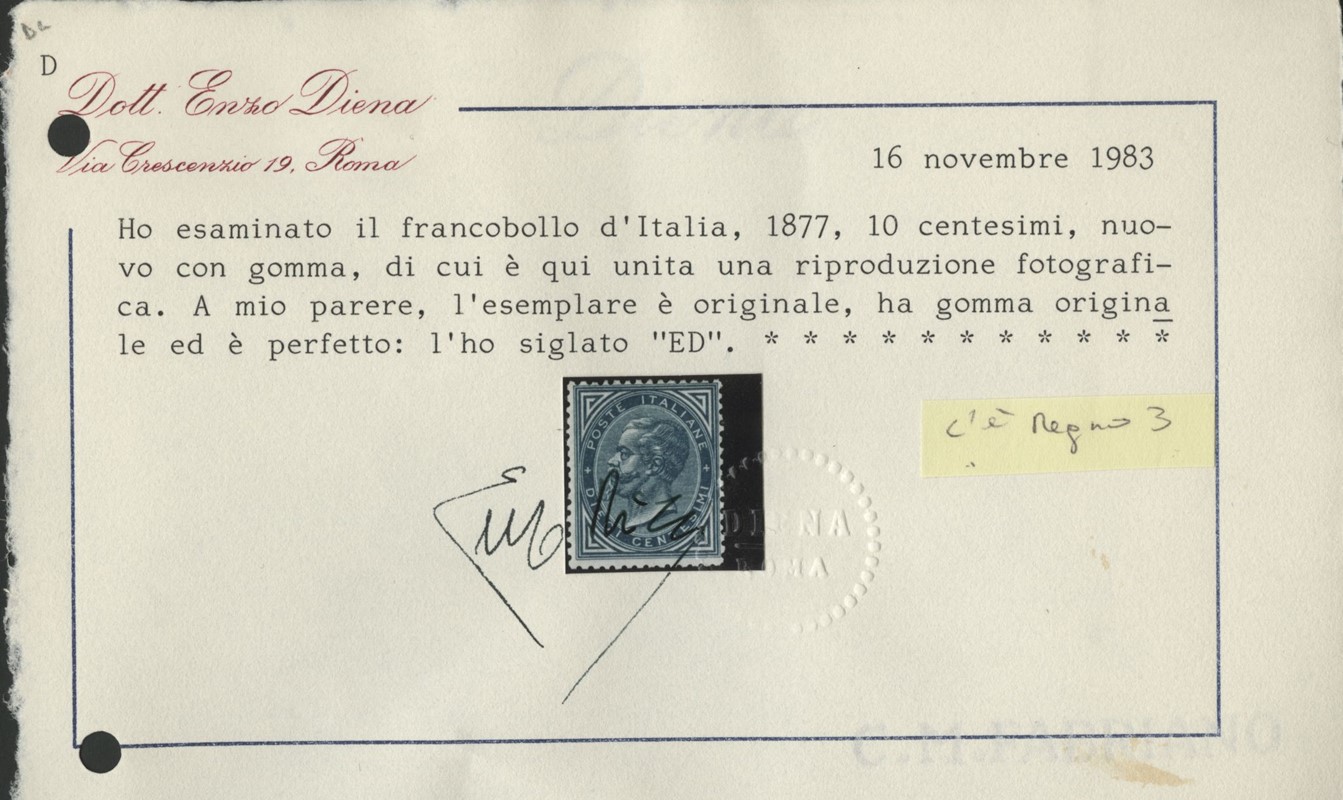 D
Dott. Enzo Diena
Via Crescenzio 19, Roma
16 novembre 1983
Ho esaminato il francobollo d'Italia, 1877, 10 centesimi, nuo-
vo con gomma, di cui è qui unita una riproduzione fotografi-
ca. A mio parere, l'esemplare è originale, ha gomma origina
le ed è perfetto: l'ho siglato "ED". * * * * * * * * * * *
POSTE ITALIANE
DIECI CENTESIMI
c'è Regno 3
DIENA
ROMA